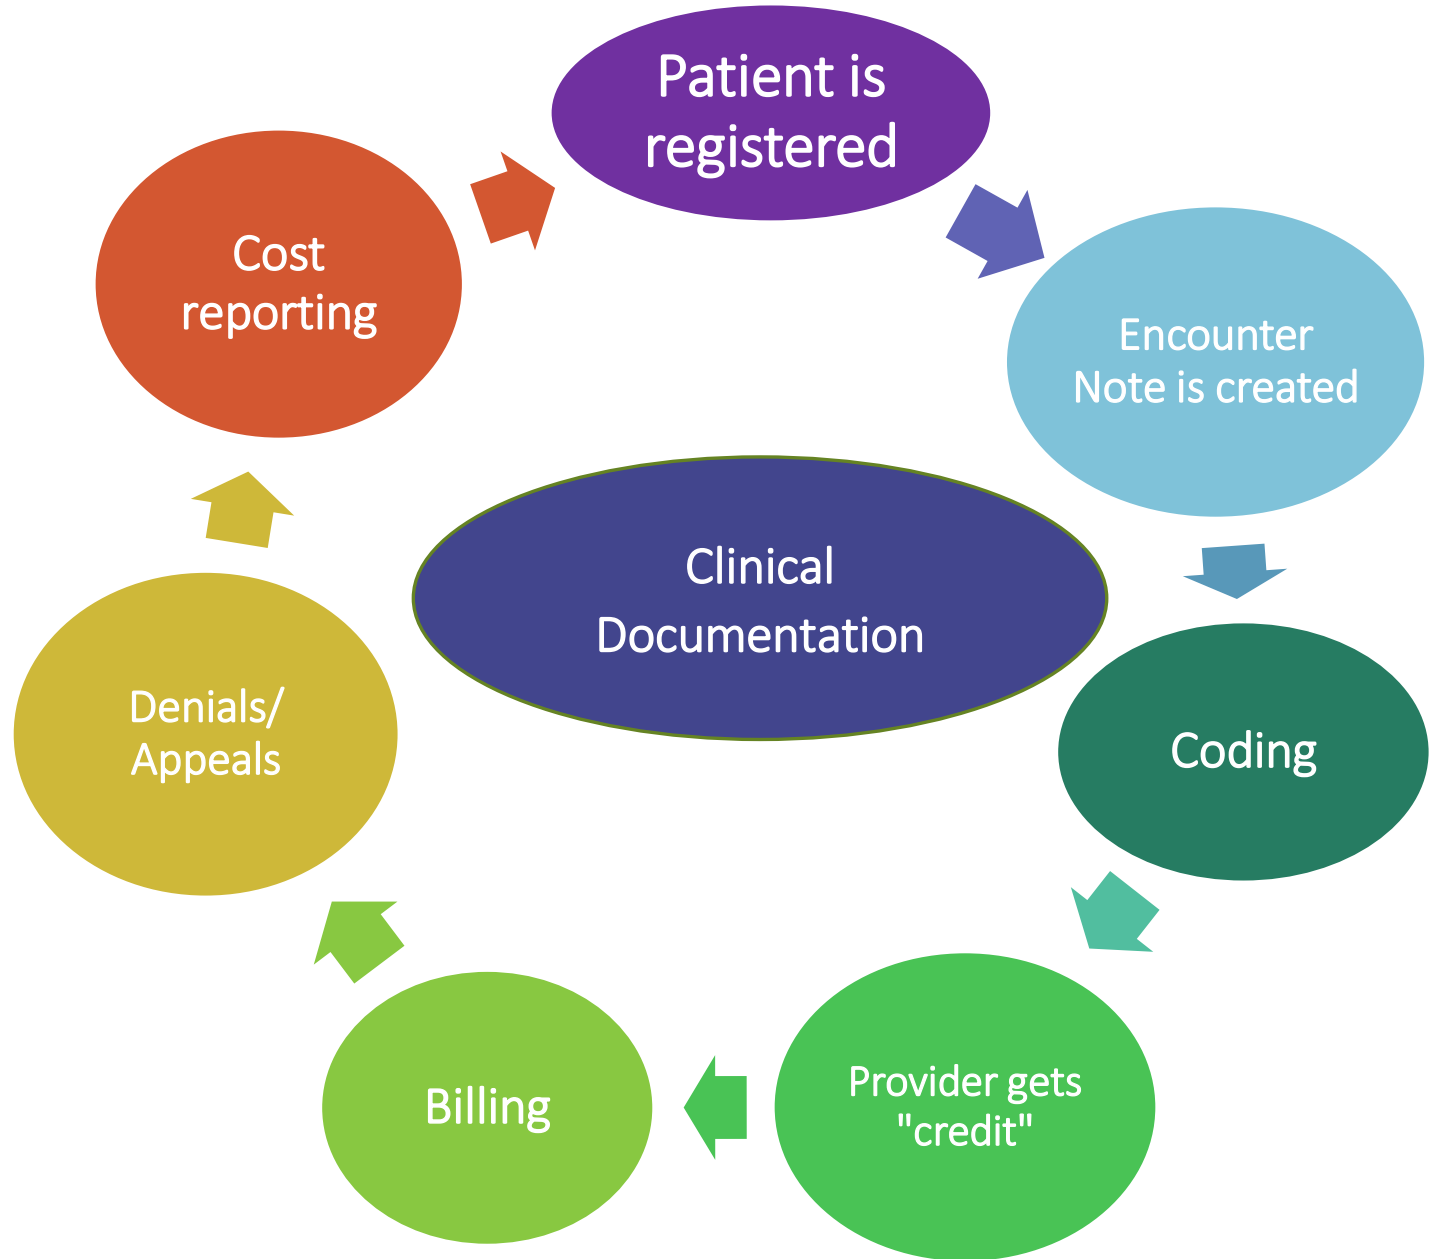 Patient is
registered
Encounter
Note is created
Coding
Provider gets
"credit"
Billing
Denials/
Appeals
Cost
reporting
Clinical
Documentation